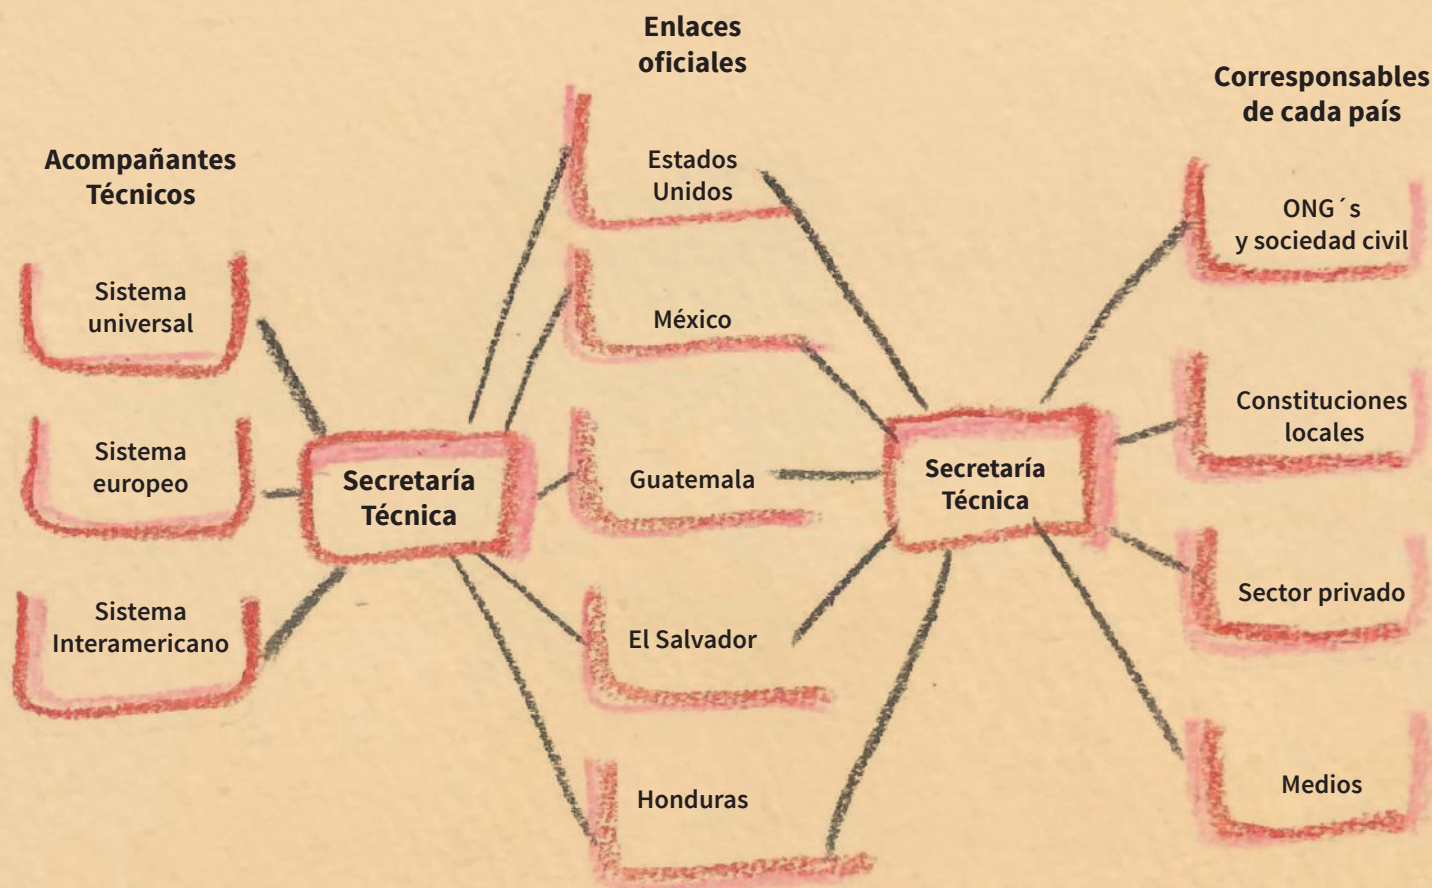 Acompañantes
Técnicos
Sistema
universal
Sistema
europeo
Sistema
Interamericano
Secretaría
Técnica
Enlaces
oficiales
Estados
Unidos
México
Guatemala
El Salvador
Honduras
Secretaría
Técnica
Corresponsables
de cada país
ONG´s
y sociedad civil
Constituciones
locales
Sector privado
Medios